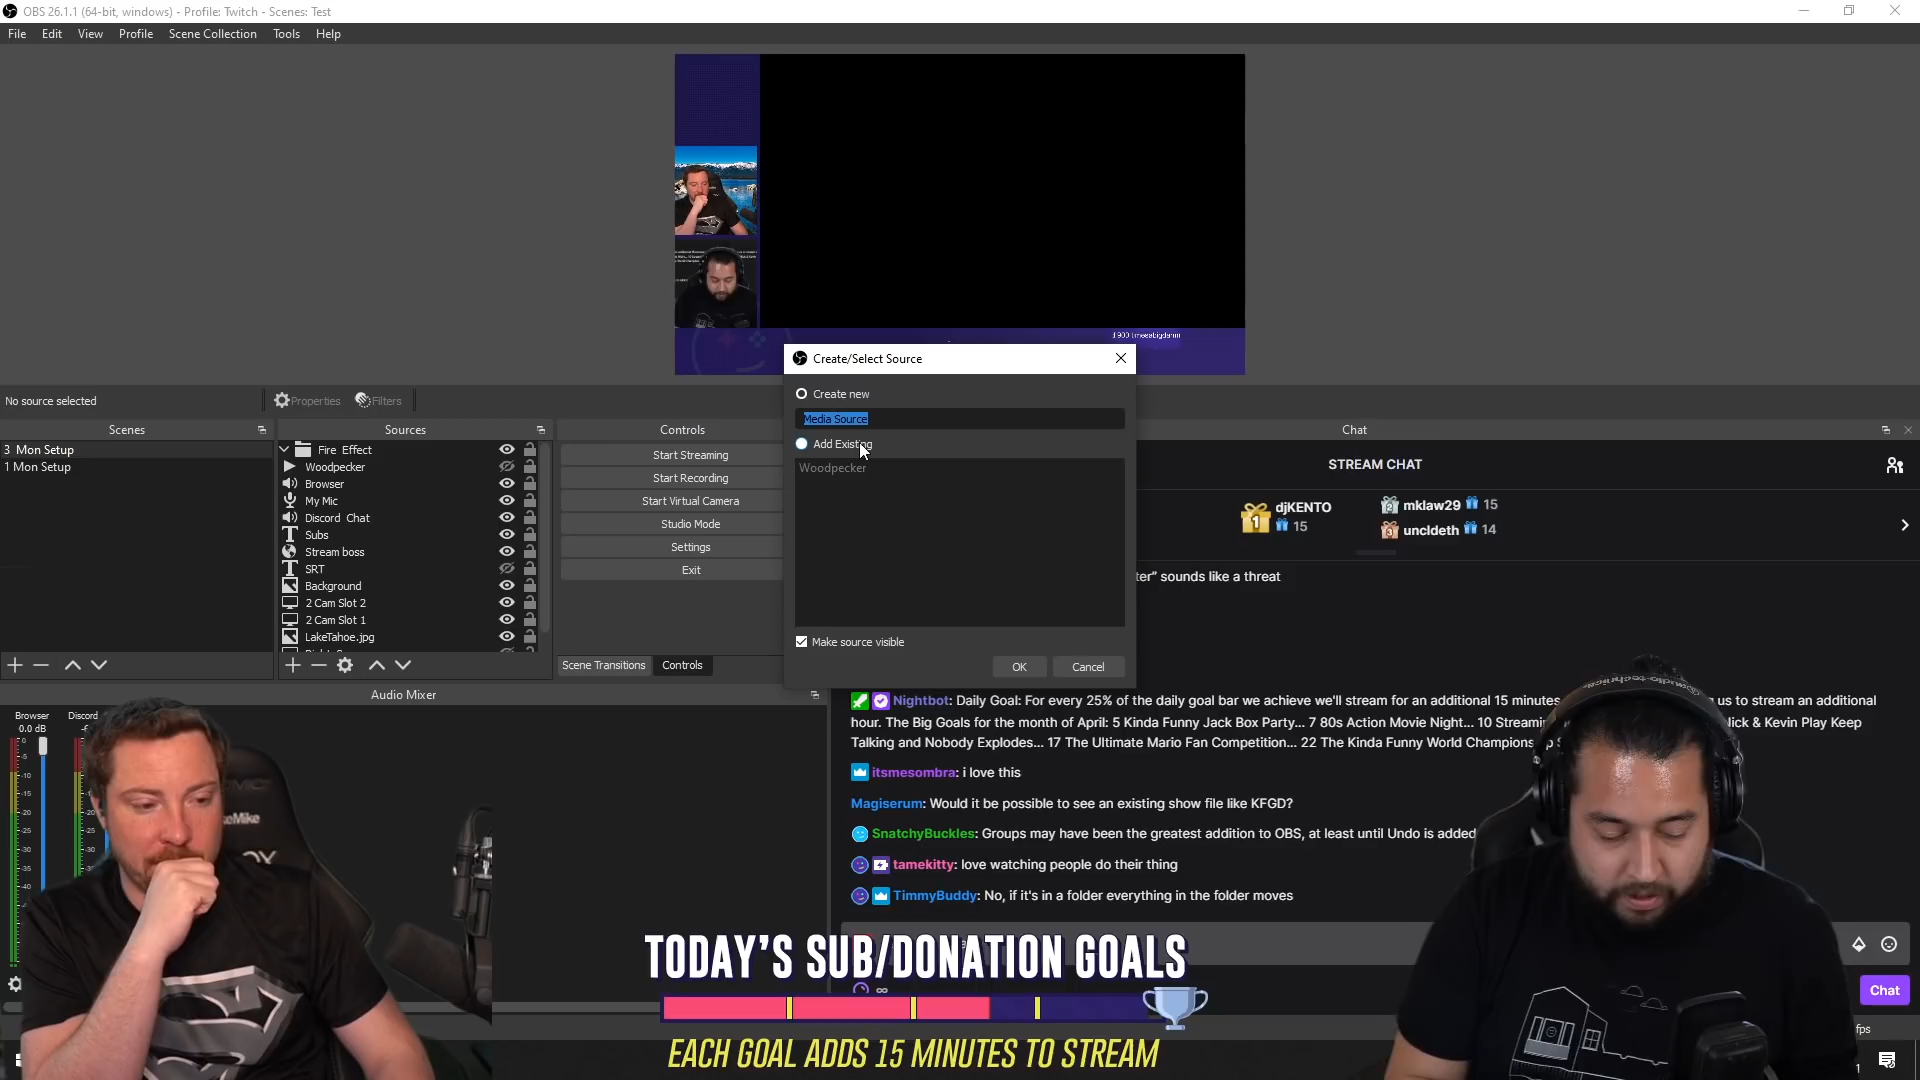 OBS 26.1.1 (64-bit, windows) - Profile: Twitch - Scenes: Test
File Edit View Profile Scene Collection Tools Help
No source selected
Properties
Filters
Scenes
3 Mon Setup
1 Mon Setup
Sources
Fire Effect
Woodpecker
Browser
My Mic
Discord Chat
Subs
Stream boss
SRT
Background
2 Cam Slot 2
2 Cam Slot 1
LakeTahoe.jpg
Controls
Start Streaming
Start Recording
Start Virtual Camera
Studio Mode
Settings
Exit
Scene Transitions
Controls
Create/Select Source
Create new
Media Source
Add Existing
Woodpecker
Make source visible
OK
Cancel
Chat
STREAM CHAT
1 djKENTO 15
2 mklaw29 15
3 uncldeth 14
ter" sounds like a threat
Nightbot: Daily Goal: For every 25% of the daily goal bar we achieve we'll stream for an additional 15 minutes us to stream an additional
hour. The Big Goals for the month of April: 5 Kinda Funny Jack Box Party... 7 80s Action Movie Night... 10 Streami lick & Kevin Play Keep
Talking and Nobody Explodes... 17 The Ultimate Mario Fan Competition... 22 The Kinda Funny World Champions
itsmesombra: i love this
Magiserum: Would it be possible to see an existing show file like KFGD?
SnatchyBuckles: Groups may have been the greatest addition to OBS, at least until Undo is added
tamekitty: love watching people do their thing
TimmyBuddy: No, if it's in a folder everything in the folder moves
Chat
fps
Audio Mixer
Browser
0.0 dB
Discord
audio-technica
TODAY'S SUB/DONATION GOALS
EACH GOAL ADDS 15 MINUTES TO STREAM